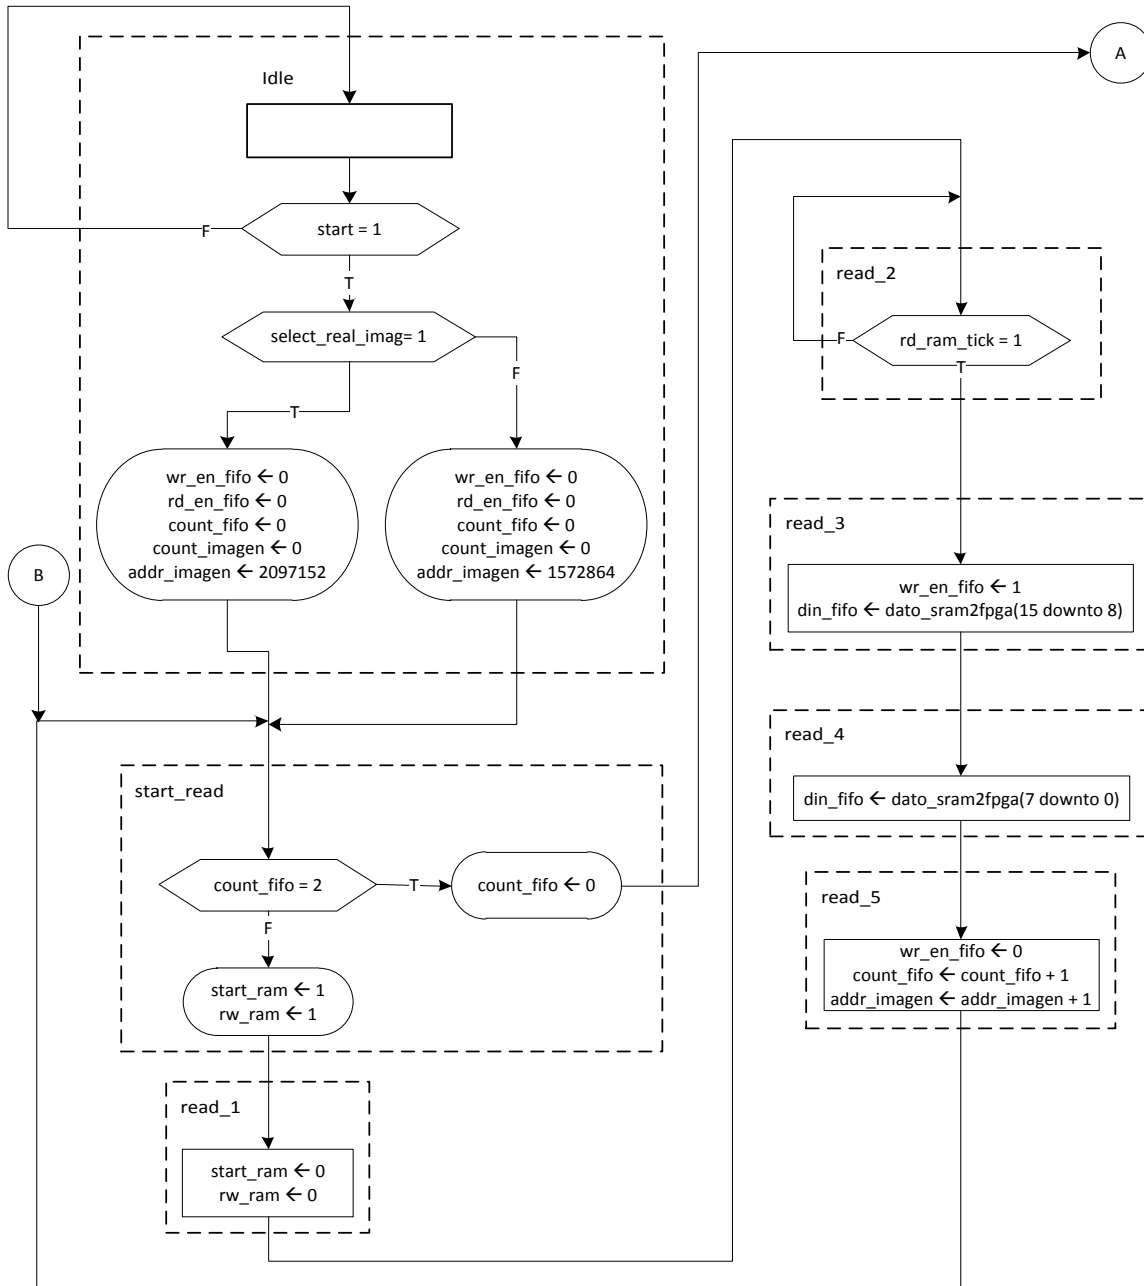 Idle
start = 1
F
T
select_real_imag= 1
F
T
wr_en_fifo ← 0
rd_en_fifo ← 0
count_fifo ← 0
count_imagen ← 0
addr_imagen ← 2097152
wr_en_fifo ← 0
rd_en_fifo ← 0
count_fifo ← 0
count_imagen ← 0
addr_imagen ← 1572864
B
start_read
count_fifo = 2
T
count_fifo ← 0
F
start_ram ← 1
rw_ram ← 1
read_1
start_ram ← 0
rw_ram ← 0
A
read_2
F
rd_ram_tick = 1
T
read_3
wr_en_fifo ← 1
din_fifo ← dato_sram2fpga(15 downto 8)
read_4
din_fifo ← dato_sram2fpga(7 downto 0)
read_5
wr_en_fifo ← 0
count_fifo ← count_fifo + 1
addr_imagen ← addr_imagen + 1